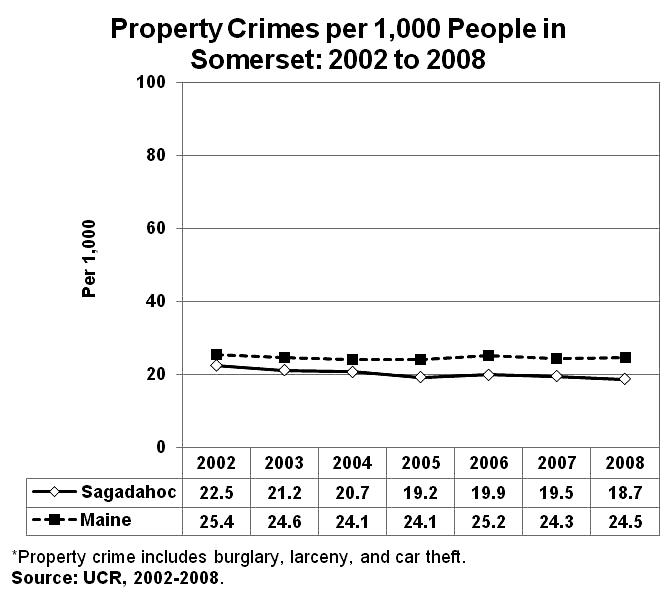 Property Crimes per 1,000 People in
Somerset: 2002 to 2008
100
80
60
40
20
0
Per 1,000
2002 2003 2004 2005 2006 2007 2008
Sagadahoc 22.5 21.2 20.7 19.2 19.9 19.5 18.7
Maine 25.4 24.6 24.1 24.1 25.2 24.3 24.5
*Property crime includes burglary, larceny, and car theft.
Source: UCR, 2002-2008.